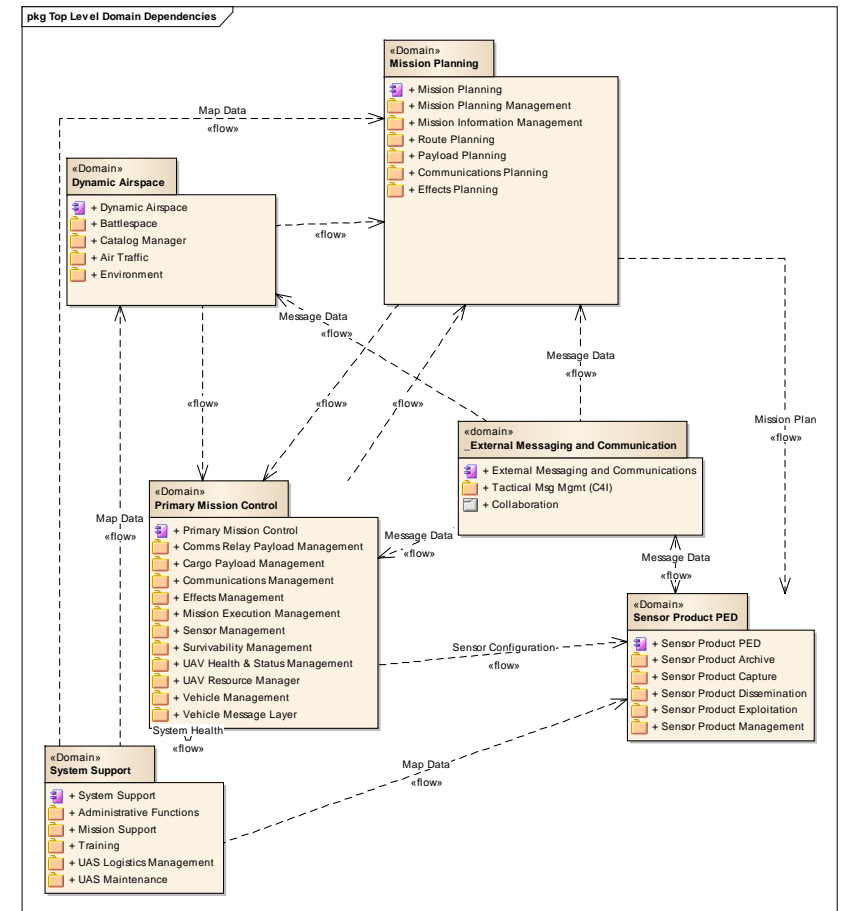 pkg Top Level Domain Dependencies
«Domain»
Mission Planning
+ Mission Planning
+ Mission Planning Management
+ Mission Information Management
+ Route Planning
+ Payload Planning
+ Communications Planning
+ Effects Planning
Map Data
«flow»
«Domain»
Dynamic Airspace
+ Dynamic Airspace
+ Battlespace
+ Catalog Manager
+ Air Traffic
+ Environment
«flow»
Message Data
«flow»
Message Data
«flow»
«flow»
«flow»
«flow»
Mission Plan
«flow»
«domain»
_External Messaging and Communication
+ External Messaging and Communications
+ Tactical Msg Mgmt (C4I)
+ Collaboration
«Domain»
Primary Mission Control
+ Primary Mission Control
+ Comms Relay Payload Management
+ Cargo Payload Management
+ Communications Management
+ Effects Management
+ Mission Execution Management
+ Sensor Management
+ Survivability Management
+ UAV Health & Status Management
+ UAV Resource Manager
+ Vehicle Management
+ Vehicle Message Layer
Map Data
«flow»
Message Data
«flow»
Message Data
«flow»
«Domain»
Sensor Product PED
+ Sensor Product PED
+ Sensor Product Archive
+ Sensor Product Capture
+ Sensor Product Dissemination
+ Sensor Product Exploitation
+ Sensor Product Management
Sensor Configuration
«flow»
System Health
«flow»
«Domain»
System Support
+ System Support
+ Administrative Functions
+ Mission Support
+ Training
+ UAS Logistics Management
+ UAS Maintenance
Map Data
«flow»